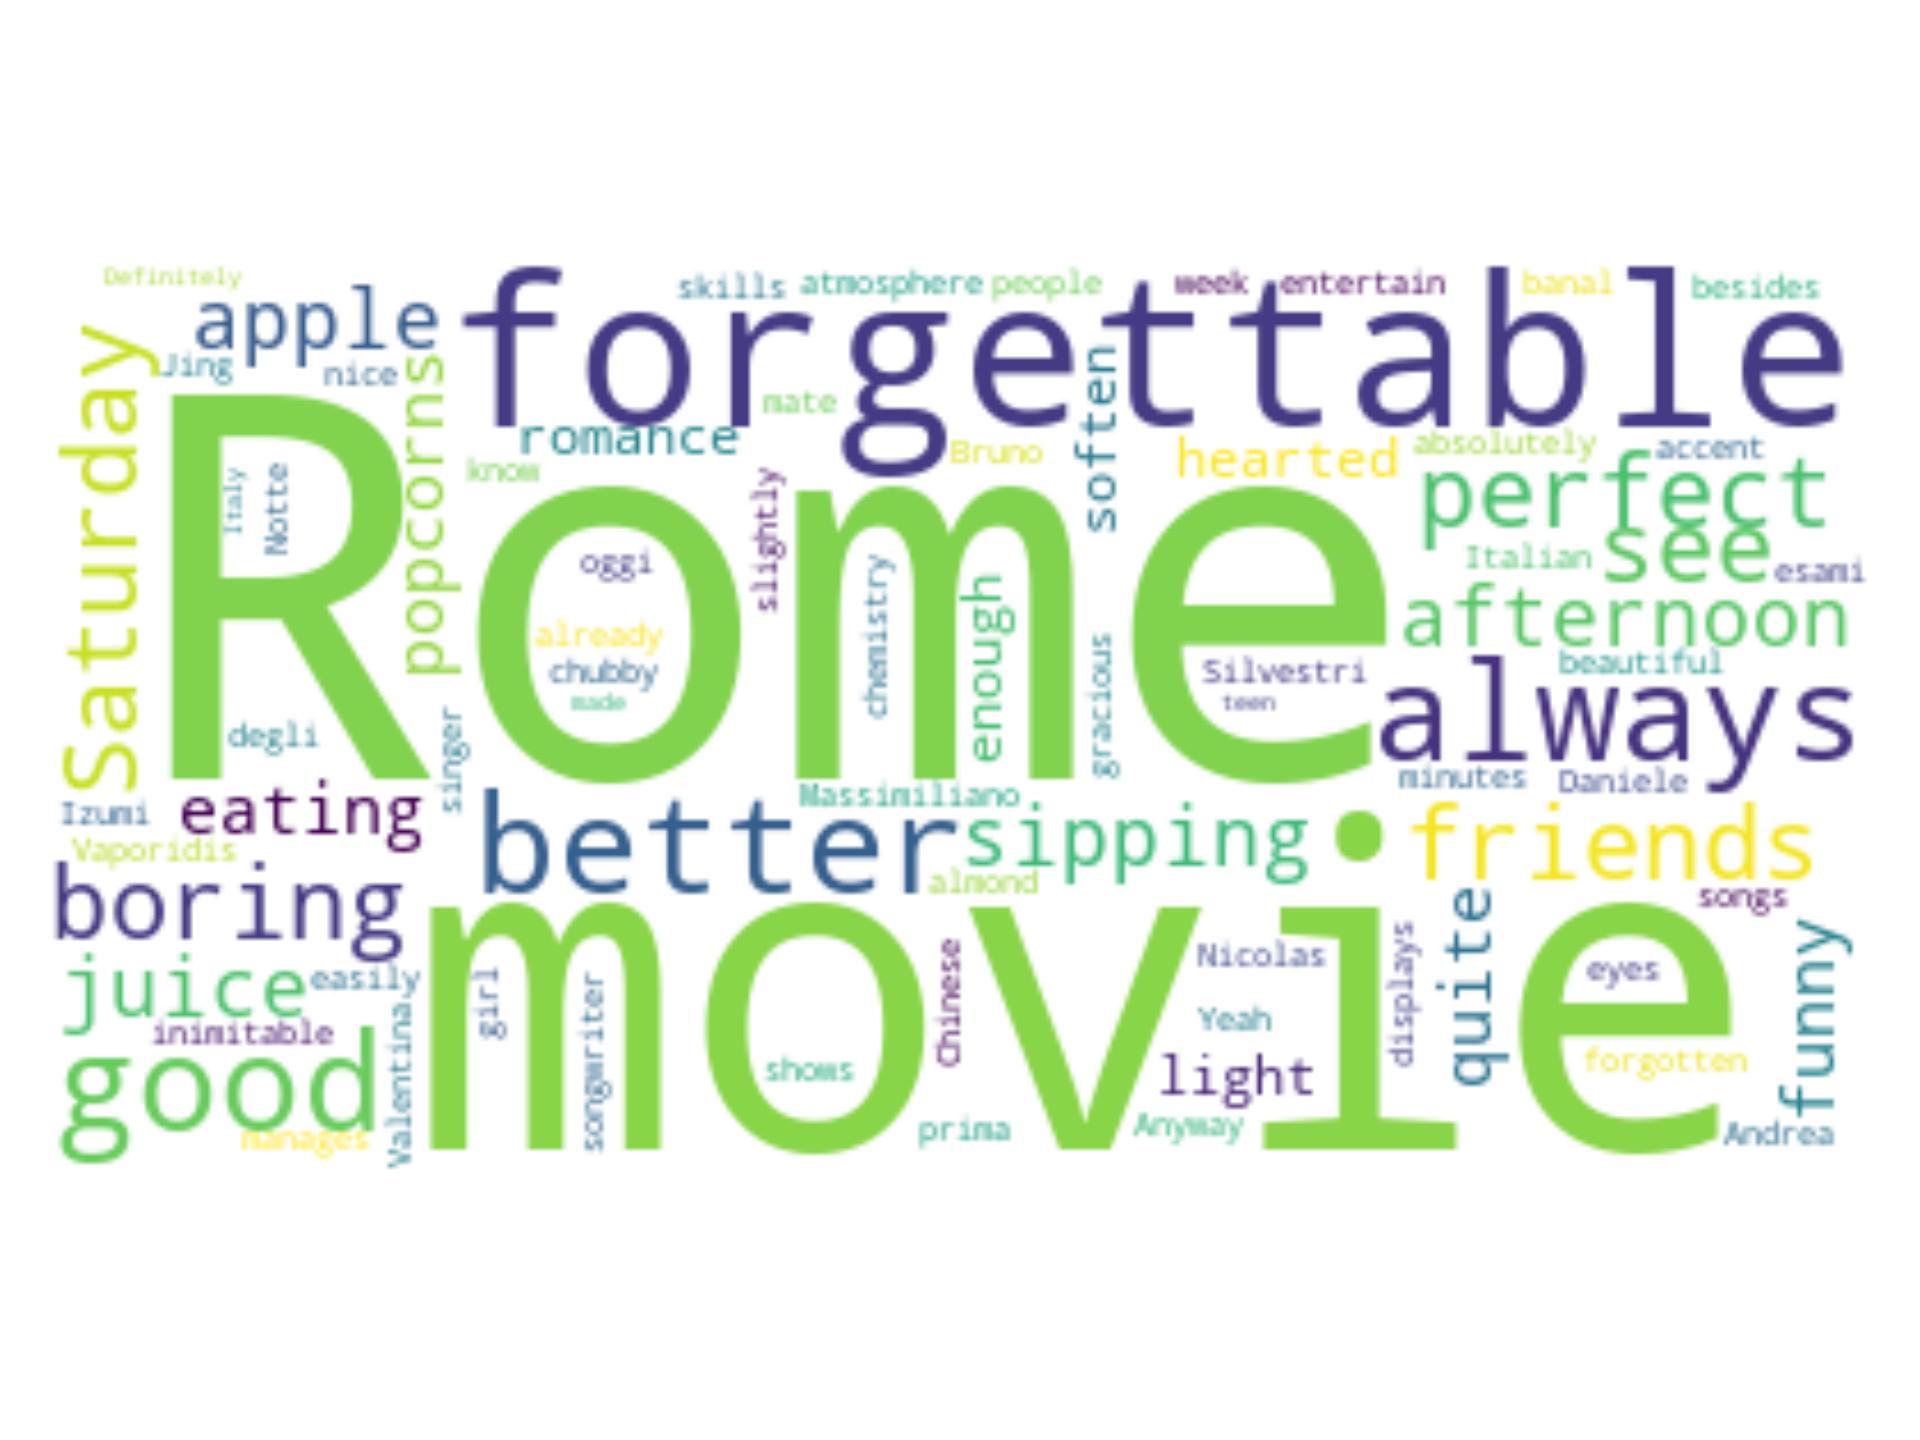 Definitely
apple
forgettable
skills
atmosphere
people
week
entertain
banal
besides
Saturday
Jing
nice
popcorns
mate
romance
know
Bruno
soften
hearted
absolutely
accent
perfect
Rome
Italy
Notte
oggi
already
chubby
made
slightly
chemistry
enough
gracious
Silvestri
teen
see
Italian
esami
afternoon
beautiful
always
degli
singer
minutes
Daniele
Izumi
eating
Vaporidis
better
Massimiliano
sipping
almond
friends
boring
juice
easily
inimitable
good
manages
Valentina
movie
girl
songwriter
shows
Chinese
prima
Nicolas
Yeah
light
Anyway
displays
quite
songs
eyes
forgotten
funny
Andrea